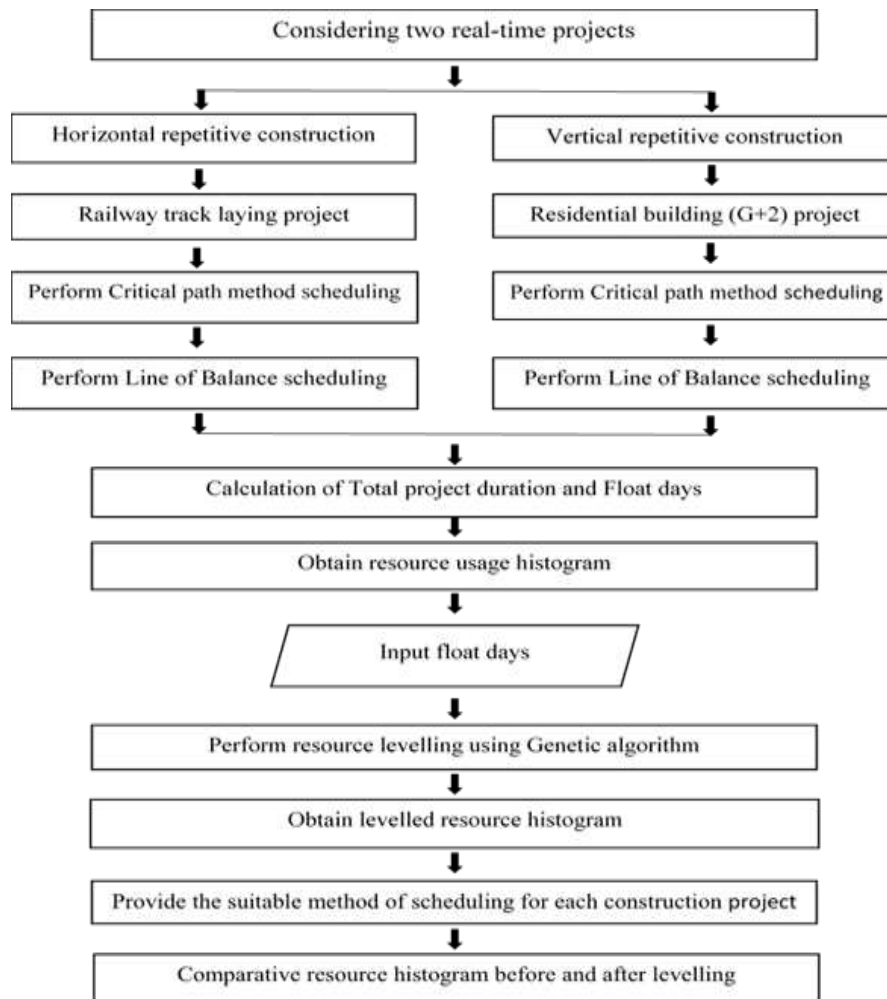 Considering two real-time projects
Horizontal repetitive construction
Vertical repetitive construction
Railway track laying project
Residential building (G+2) project
Perform Critical path method scheduling
Perform Critical path method scheduling
Perform Line of Balance scheduling
Perform Line of Balance scheduling
Calculation of Total project duration and Float days
Obtain resource usage histogram
Input float days
Perform resource levelling using Genetic algorithm
Obtain levelled resource histogram
Provide the suitable method of scheduling for each construction project
Comparative resource histogram before and after levelling